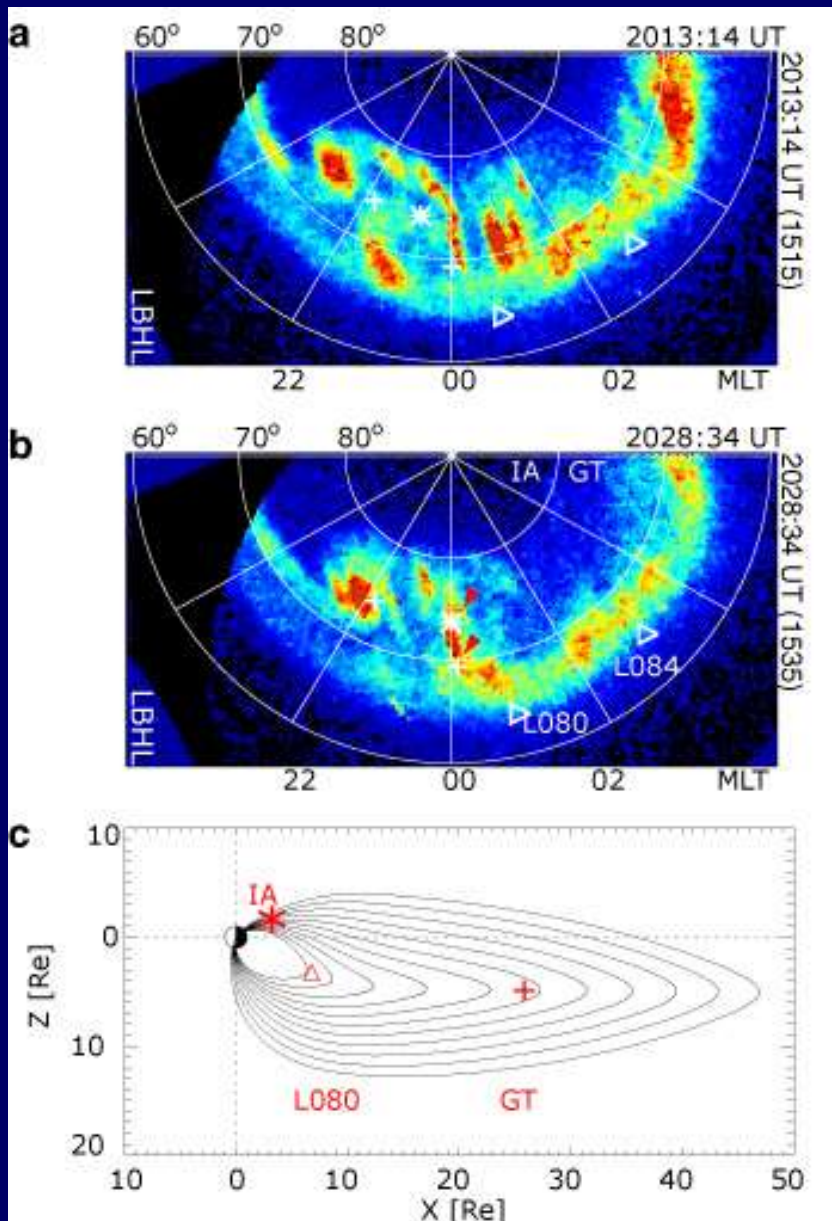 a
60° 70° 80° 2013:14 UT
2013:14 UT (1515)
LBHL
22 00 02 MLT
b
60° 70° 80° 2028:34 UT
IA GT
2028:34 UT (1535)
L084
L080
LBHL
22 00 02 MLT
c
10
IA
0
Z [Re]
10
L080 GT
20
10 0 10 20 30 40 50
X [Re]